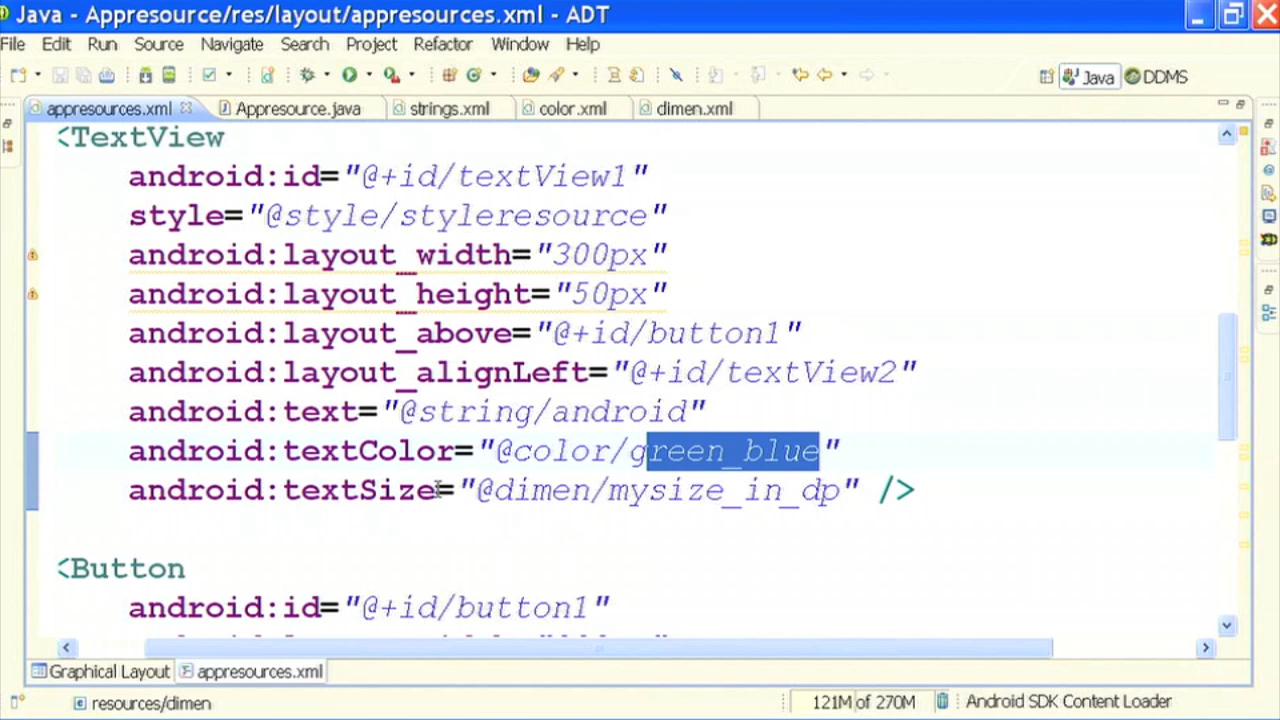 Java - Appresource/res/layout/appresources.xml - ADT
File Edit Run Source Navigate Search Project Refactor Window Help
Java DDMS
appresources.xml Appresource.java strings.xml color.xml dimen.xml
<TextView
android:id="@+id/textView1"
style="@style/styleresource"
android:layout_width="300px"
android:layout_height="50px"
android:layout_above="@+id/button1"
android:layout_alignLeft="@+id/textView2"
android:text="@string/android"
android:textColor="@color/green_blue"
android:textSize="@dimen/mysize_in_dp" />
<Button
android:id="@+id/button1"
Graphical Layout appresources.xml
resources/dimen 121M of 270M Android SDK Content Loader